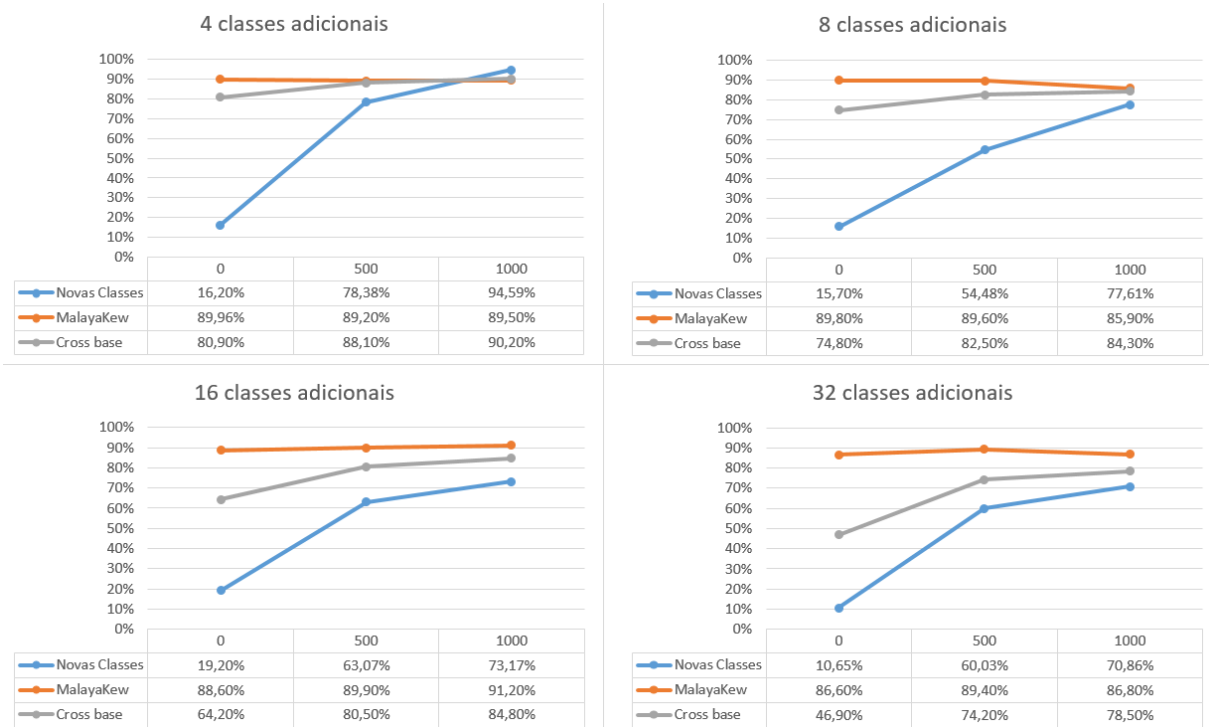 4 classes adicionais
100%
90%
80%
70%
60%
50%
40%
30%
20%
10%
0%
0 500 1000
Novas Classes 16,20% 78,38% 94,59%
MalayaKew 89,96% 89,20% 89,50%
Cross base 80,90% 88,10% 90,20%
8 classes adicionais
100%
90%
80%
70%
60%
50%
40%
30%
20%
10%
0%
0 500 1000
Novas Classes 15,70% 54,48% 77,61%
MalayaKew 89,80% 89,60% 85,90%
Cross base 74,80% 82,50% 84,30%
16 classes adicionais
100%
90%
80%
70%
60%
50%
40%
30%
20%
10%
0%
0 500 1000
Novas Classes 19,20% 63,07% 73,17%
MalayaKew 88,60% 89,90% 91,20%
Cross base 64,20% 80,50% 84,80%
32 classes adicionais
100%
90%
80%
70%
60%
50%
40%
30%
20%
10%
0%
0 500 1000
Novas Classes 10,65% 60,03% 70,86%
MalayaKew 86,60% 89,40% 86,80%
Cross base 46,90% 74,20% 78,50%